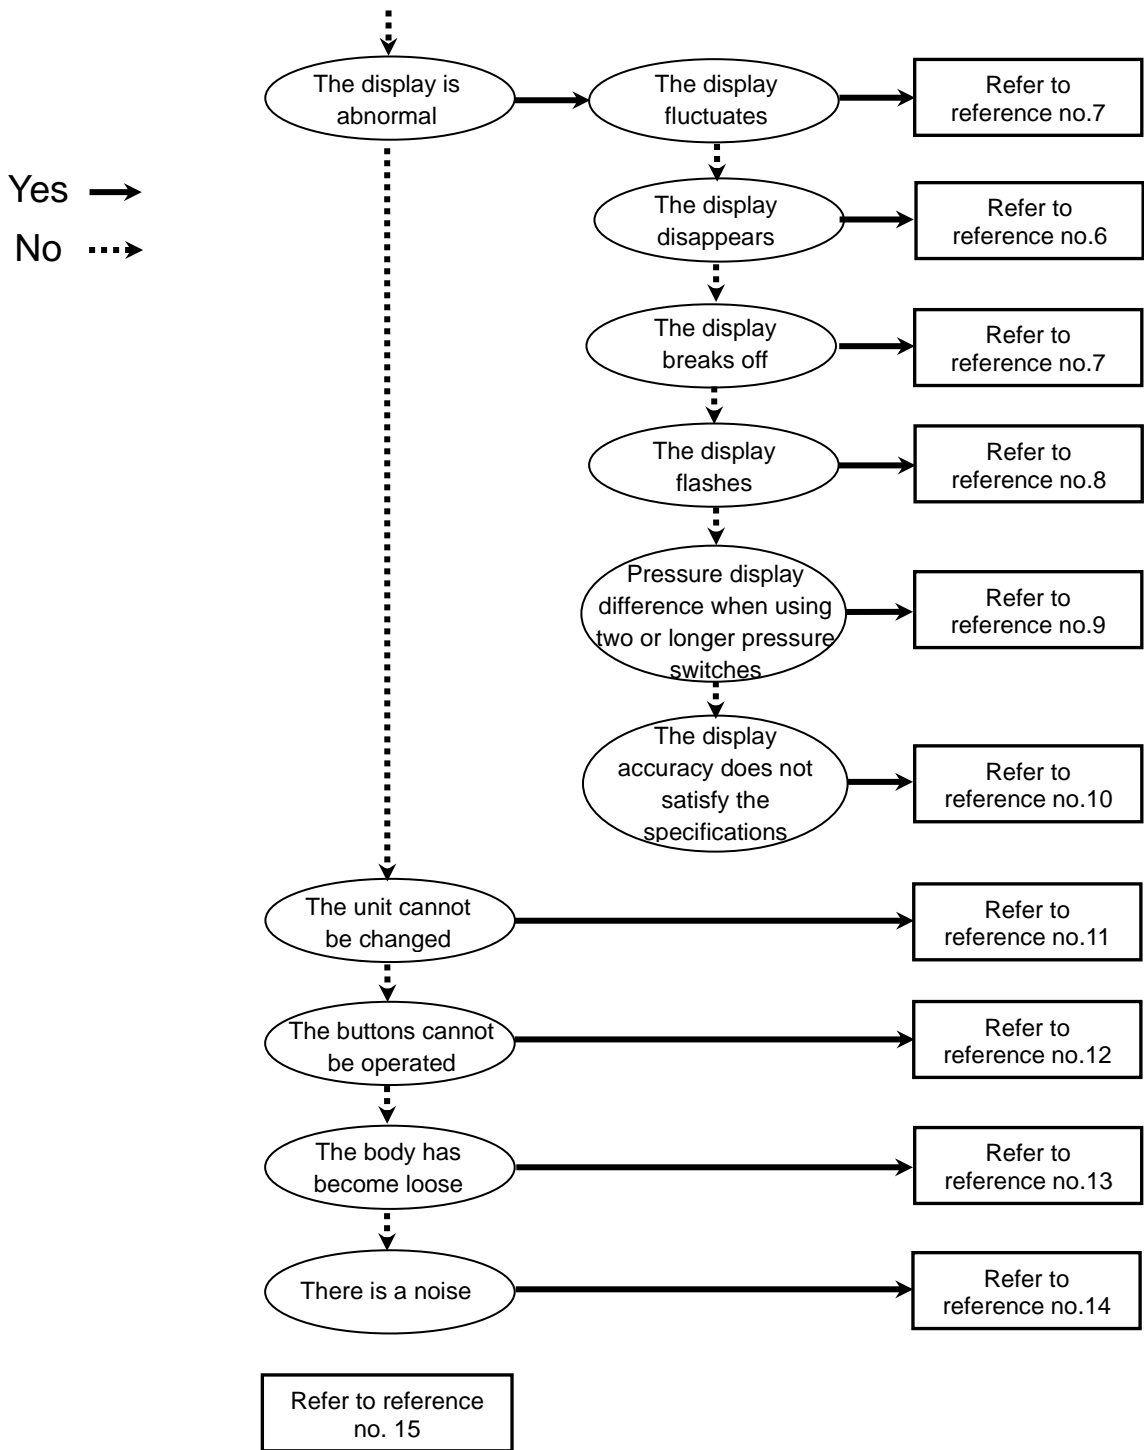 The display is
abnormal
The display
fluctuates
Refer to
reference no.7
Yes
No
The display
disappears
Refer to
reference no.6
The display
breaks off
Refer to
reference no.7
The display
flashes
Refer to
reference no.8
Pressure display
difference when using
two or longer pressure
switches
Refer to
reference no.9
The display
accuracy does not
satisfy the
specifications
Refer to
reference no.10
The unit cannot
be changed
Refer to
reference no.11
The buttons cannot
be operated
Refer to
reference no.12
The body has
become loose
Refer to
reference no.13
There is a noise
Refer to
reference no.14
Refer to reference
no. 15